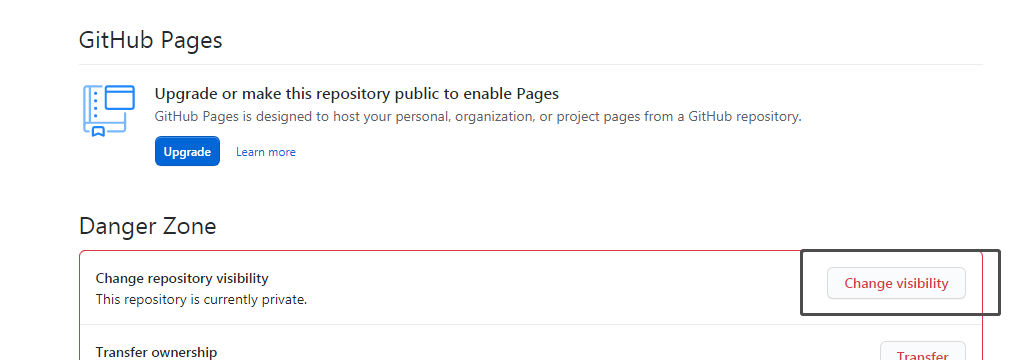 GitHub Pages
Upgrade or make this repository public to enable Pages
GitHub Pages is designed to host your personal, organization, or project pages from a GitHub repository.
Upgrade Learn more
Danger Zone
Change repository visibility
This repository is currently private.
Change visibility
Transfer ownership
Transfer